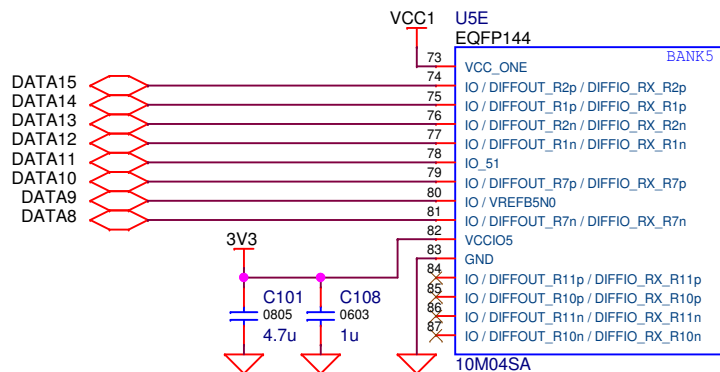 VCC1 U5E
EQFP144
BANK5
73 VCC_ONE
DATA15 74 IO / DIFFOUT_R2p / DIFFIO_RX_R2p
DATA14 75 IO / DIFFOUT_R1p / DIFFIO_RX_R1p
DATA13 76 IO / DIFFOUT_R2n / DIFFIO_RX_R2n
DATA12 77 IO / DIFFOUT_R1n / DIFFIO_RX_R1n
DATA11 78 IO_51
DATA10 79 IO / DIFFOUT_R7p / DIFFIO_RX_R7p
DATA9 80 IO / VREFB5N0
DATA8 81 IO / DIFFOUT_R7n / DIFFIO_RX_R7n
3V3 82 VCCIO5
83 GND
84 IO / DIFFOUT_R11p / DIFFIO_RX_R11p
85 IO / DIFFOUT_R10p / DIFFIO_RX_R10p
86 IO / DIFFOUT_R11n / DIFFIO_RX_R11n
87 IO / DIFFOUT_R10n / DIFFIO_RX_R10n
C101 C108
0805 0603
4.7u 1u
10M04SA